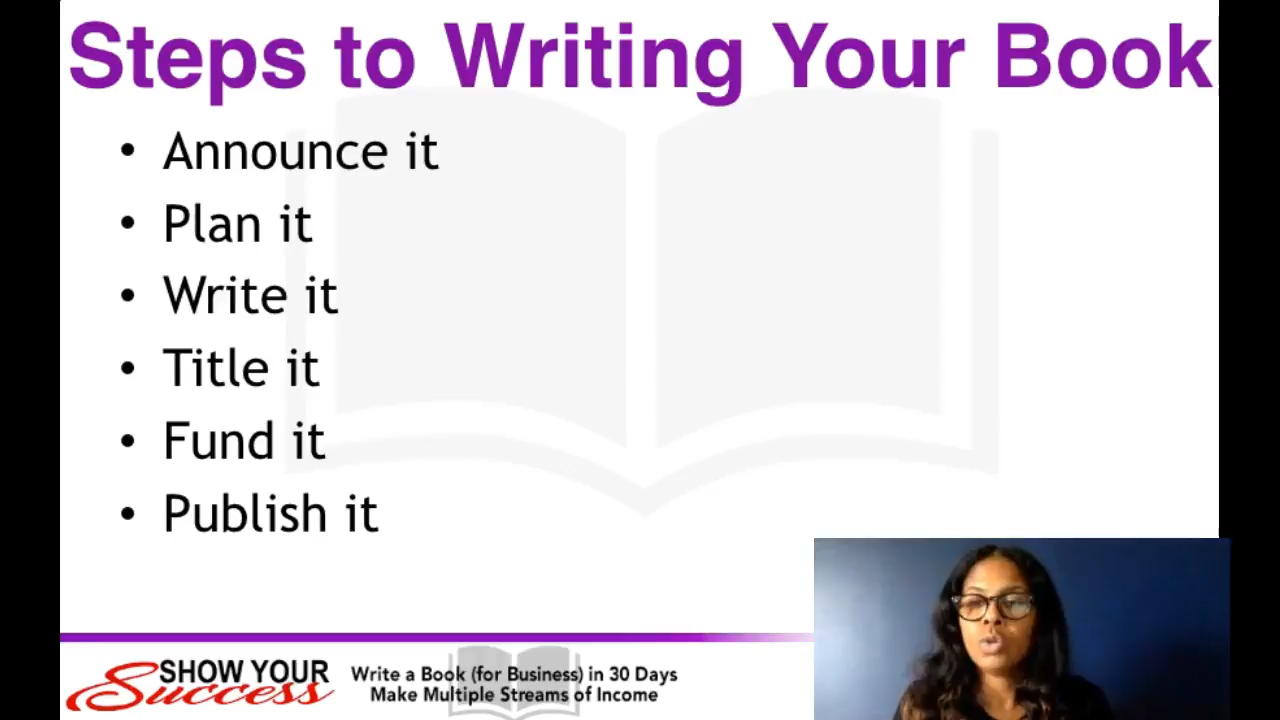 Steps to Writing Your Book
• Announce it
• Plan it
• Write it
• Title it
• Fund it
• Publish it
SHOW YOUR
Success
Write a Book (for Business) in 30 Days
Make Multiple Streams of Income